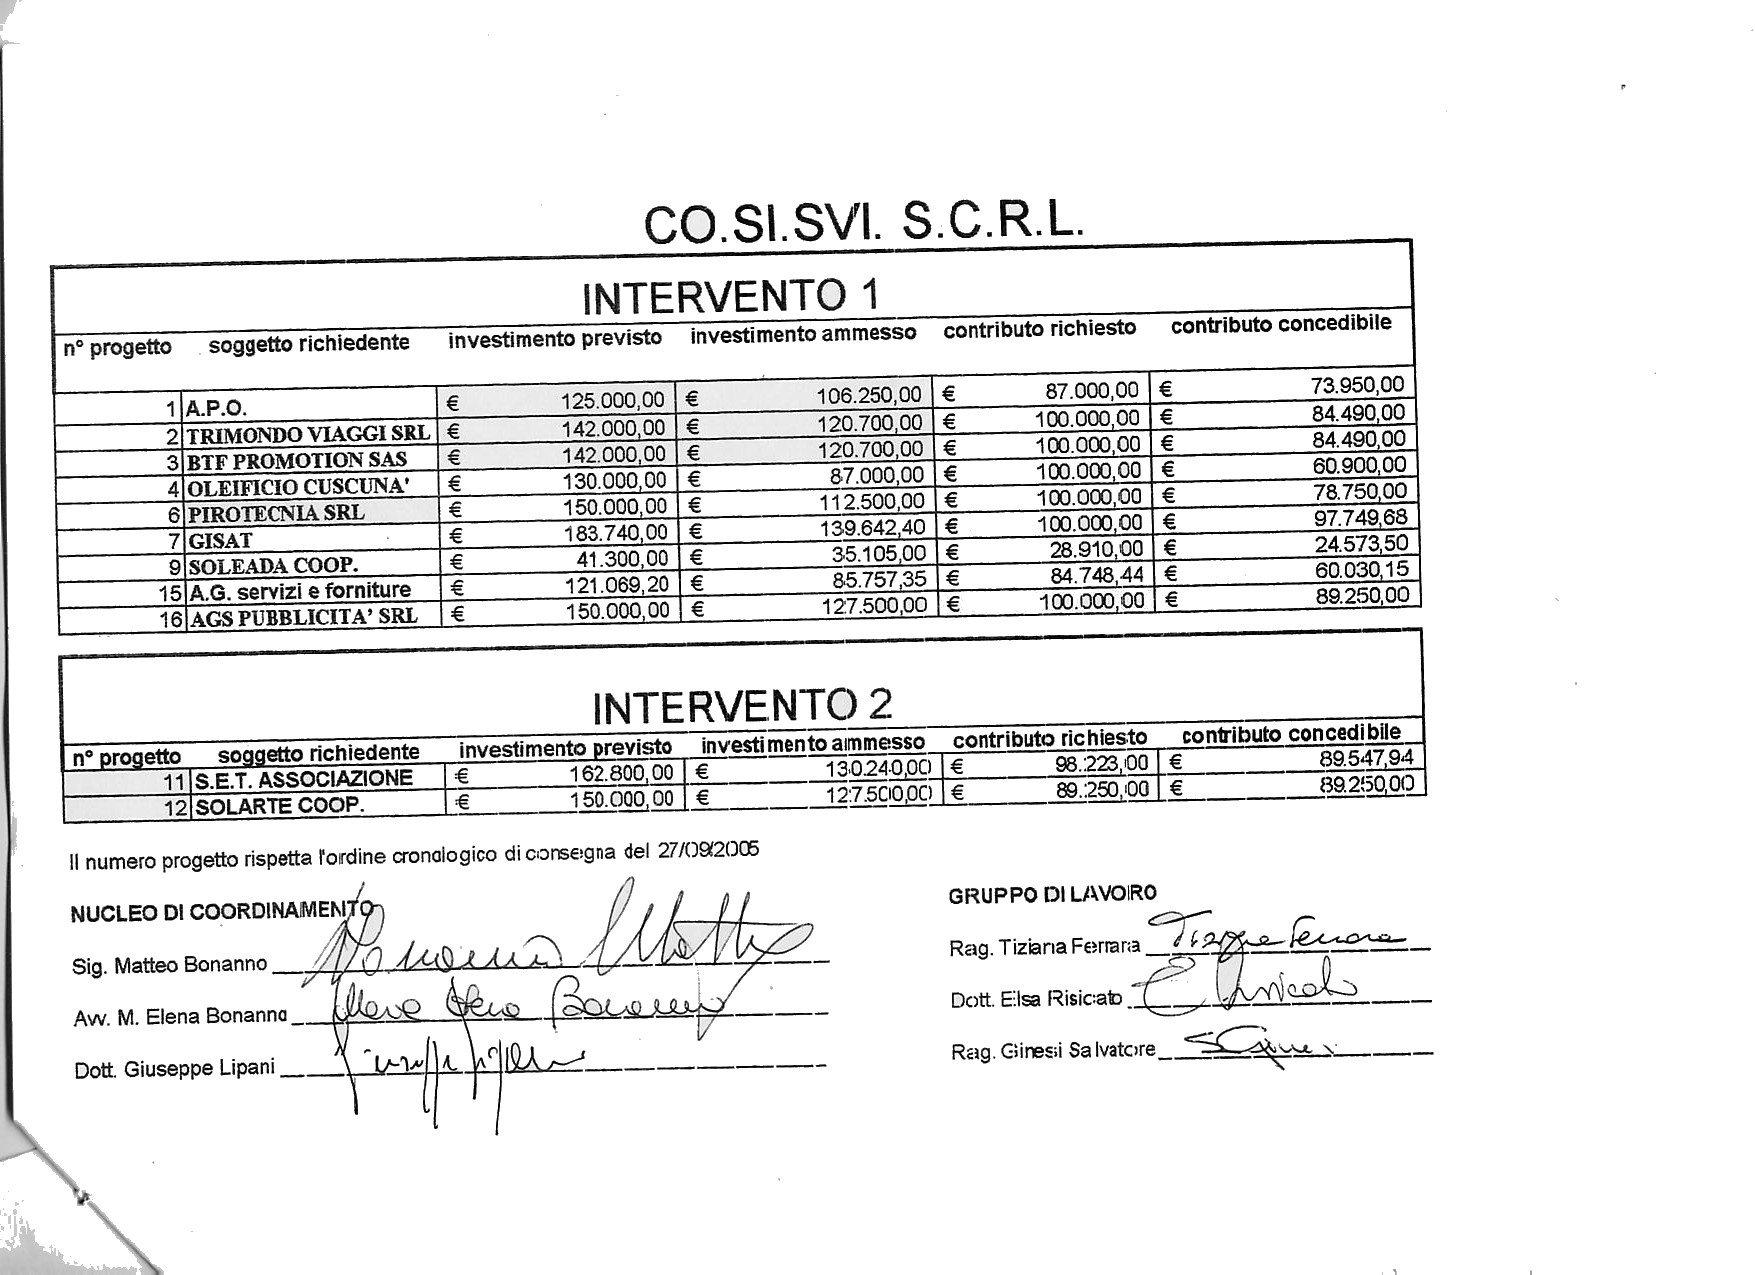 CO.SI.SVI. S.C.R.L.
INTERVENTO 1
n° progetto soggetto richiedente investimento previsto investimento ammesso contributo richiesto contributo concedibile
1 A.P.O. € 125.000,00 € 106.250,00 € 87.000,00 € 73.950,00
2 TRIMONDO VIAGGI SRL € 142.000,00 € 120.700,00 € 100.000,00 € 84.490,00
3 BTF PROMOTION SAS € 142.000,00 € 120.700,00 € 100.000,00 € 84.490,00
4 OLEIFICIO CUSCUNA' € 130.000,00 € 87.000,00 € 100.000,00 € 60.900,00
6 PIROTECNIA SRL € 150.000,00 € 112.500,00 € 100.000,00 € 78.750,00
7 GISAT € 183.740,00 € 139.642,40 € 100.000,00 € 97.749,68
9 SOLEADA COOP. € 41.300,00 € 35.105,00 € 28.910,00 € 24.573,50
15 A.G. servizi e forniture € 121.069,20 € 85.757,35 € 84.748,44 € 60.030,15
16 AGS PUBBLICITA' SRL € 150.000,00 € 127.500,00 € 100.000,00 € 89.250,00
INTERVENTO 2
n° progetto soggetto richiedente investimento previsto investimento ammesso contributo richiesto contributo concedibile
11 S.E.T. ASSOCIAZIONE € 162.800,00 € 130.240,00 € 98.223,00 € 89.547,94
12 SOLARTE COOP. € 150.000,00 € 127.500,00 € 89.250,00 € 89.250,00
Il numero progetto rispetta l'ordine cronologico di consegna del 27/09/2005
NUCLEO DI COORDINAMENTO
Sig. Matteo Bonanno Bonanno Matteo
Avv. M. Elena Bonanno Maria Elena Bonanno
Dott. Giuseppe Lipani Giuseppe Lipani
GRUPPO DI LAVORO
Rag. Tiziana Ferrara Tiziana Ferrara
Dott. Elsa Risicato E Risicato
Rag. Ginesi Salvatore